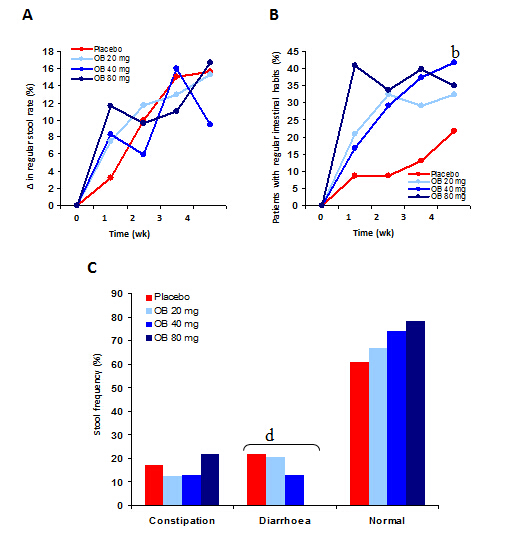 A
Δ in regular stool rate (%)
18
16
14
12
10
8
6
4
2
0
Placebo
OB 20 mg
OB 40 mg
OB 80 mg
0 1 2 3 4
Time (wk)
B
Patients with regular intestinal habits (%)
45
40
35
30
25
20
15
10
5
0
b
Placebo
OB 20 mg
OB 40 mg
OB 80 mg
0 1 2 3 4
Time (wk)
C
Stool frequency (%)
90
80
70
60
50
40
30
20
10
0
Placebo
OB 20 mg
OB 40 mg
OB 80 mg
d
Constipation Diarrhoea Normal